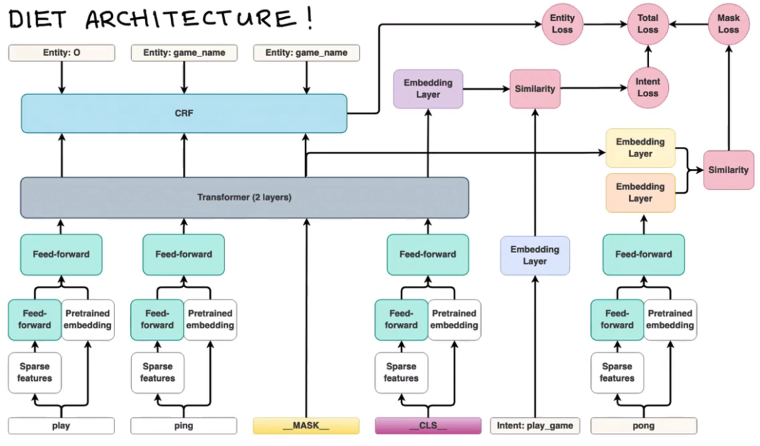 DIET ARCHITECTURE!
Entity: O
Entity: game_name
Entity: game_name
Entity
Loss
Total
Loss
Mask
Loss
CRF
Embedding
Layer
Similarity
Intent
Loss
Embedding
Layer
Similarity
Transformer (2 layers)
Embedding
Layer
Feed-forward
Feed-forward
Feed-forward
Embedding
Layer
Feed-forward
Feed-
forward
Pretrained
embedding
Feed-
forward
Pretrained
embedding
Feed-
forward
Pretrained
embedding
Feed-
forward
Pretrained
embedding
Sparse
features
Sparse
features
Sparse
features
Sparse
features
play
ping
__MASK__
__CLS__
Intent: play_game
pong